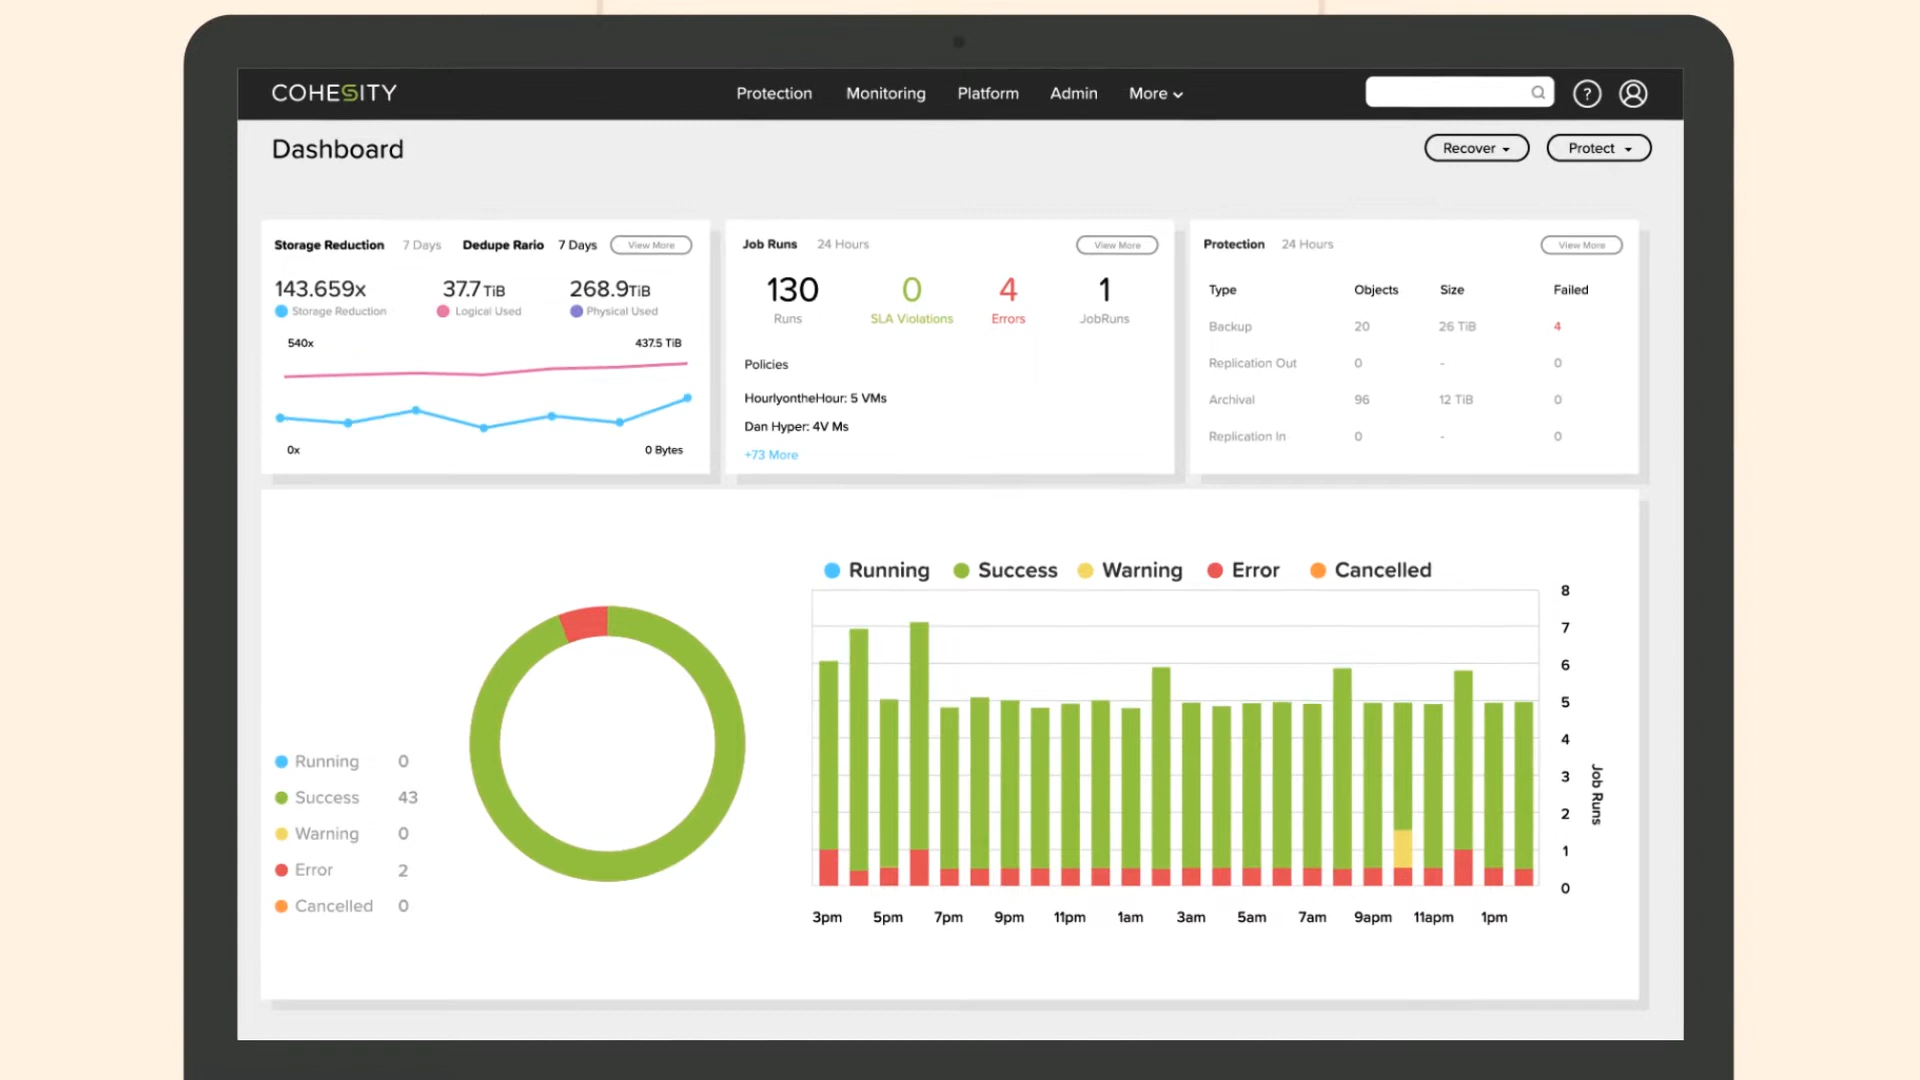 COHESITY
Protection Monitoring Platform Admin More
?
Dashboard
Recover
Protect
Storage Reduction 7 Days Dedupe Rario 7 Days View More
143.659x 37.7 TiB 268.9TiB
Storage Reduction Logical Used Physical Used
540x 437.5 TiB
0x 0 Bytes
Job Runs 24 Hours View More
130 0 4 1
Runs SLA Violations Errors JobRuns
Policies
HourlyontheHour: 5 VMs
Dan Hyper: 4V Ms
+73 More
Protection 24 Hours View More
Type Objects Size Failed
Backup 20 26 TiB 4
Replication Out 0 - 0
Archival 96 12 TiB 0
Replication In 0 - 0
Running 0
Success 43
Warning 0
Error 2
Cancelled 0
Running Success Warning Error Cancelled
8
7
6
5
4
3
2
1
0
Job Runs
3pm 5pm 7pm 9pm 11pm 1am 3am 5am 7am 9apm 11apm 1pm